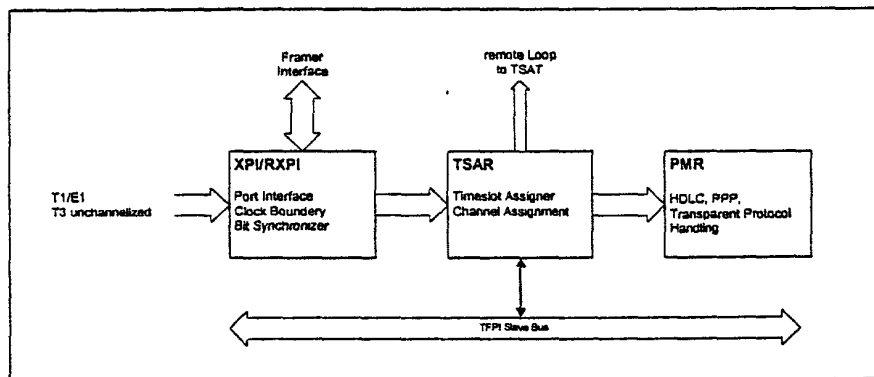 Framer
Interface
remote Loop
to TSAT
XPI/RXPI
Port Interface
Clock Boundary
Bit Synchronizer
TSAR
Timeslot Assigner
Channel Assignment
PMR
HDLC, PPP,
Transparent Protocol
Handling
T1/E1
T3 unchannelized
TFPI Slave Bus